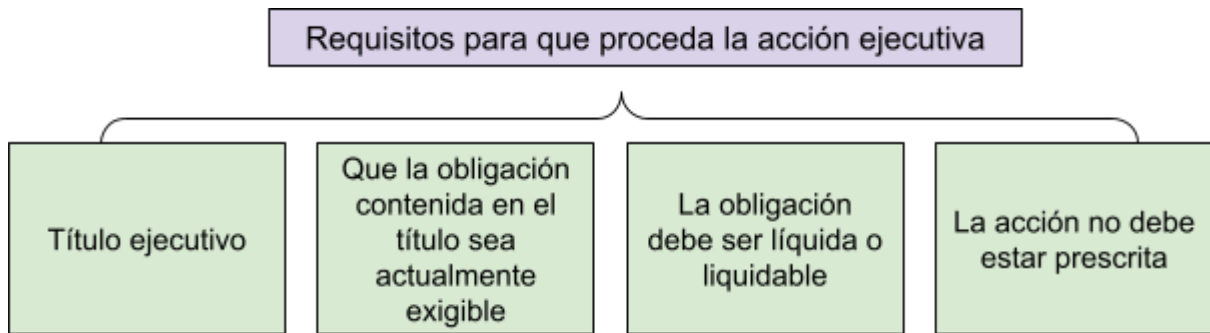 Requisitos para que proceda la acción ejecutiva
Título ejecutivo
Que la obligación
contenida en el
título sea
actualmente
exigible
La obligación
debe ser líquida o
liquidable
La acción no debe
estar prescrita